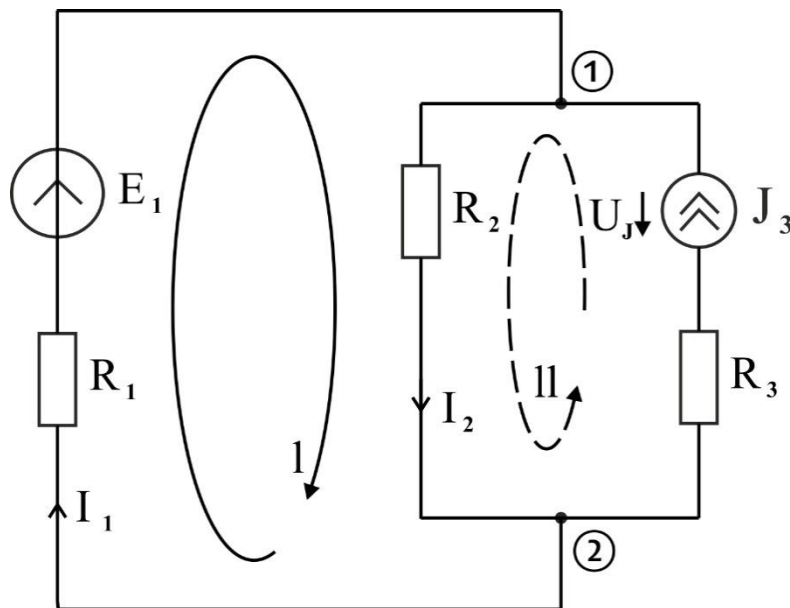 ①
E₁
R₂
U_J
J₃
R₁
ll
R₃
I₂
l
I₁
②